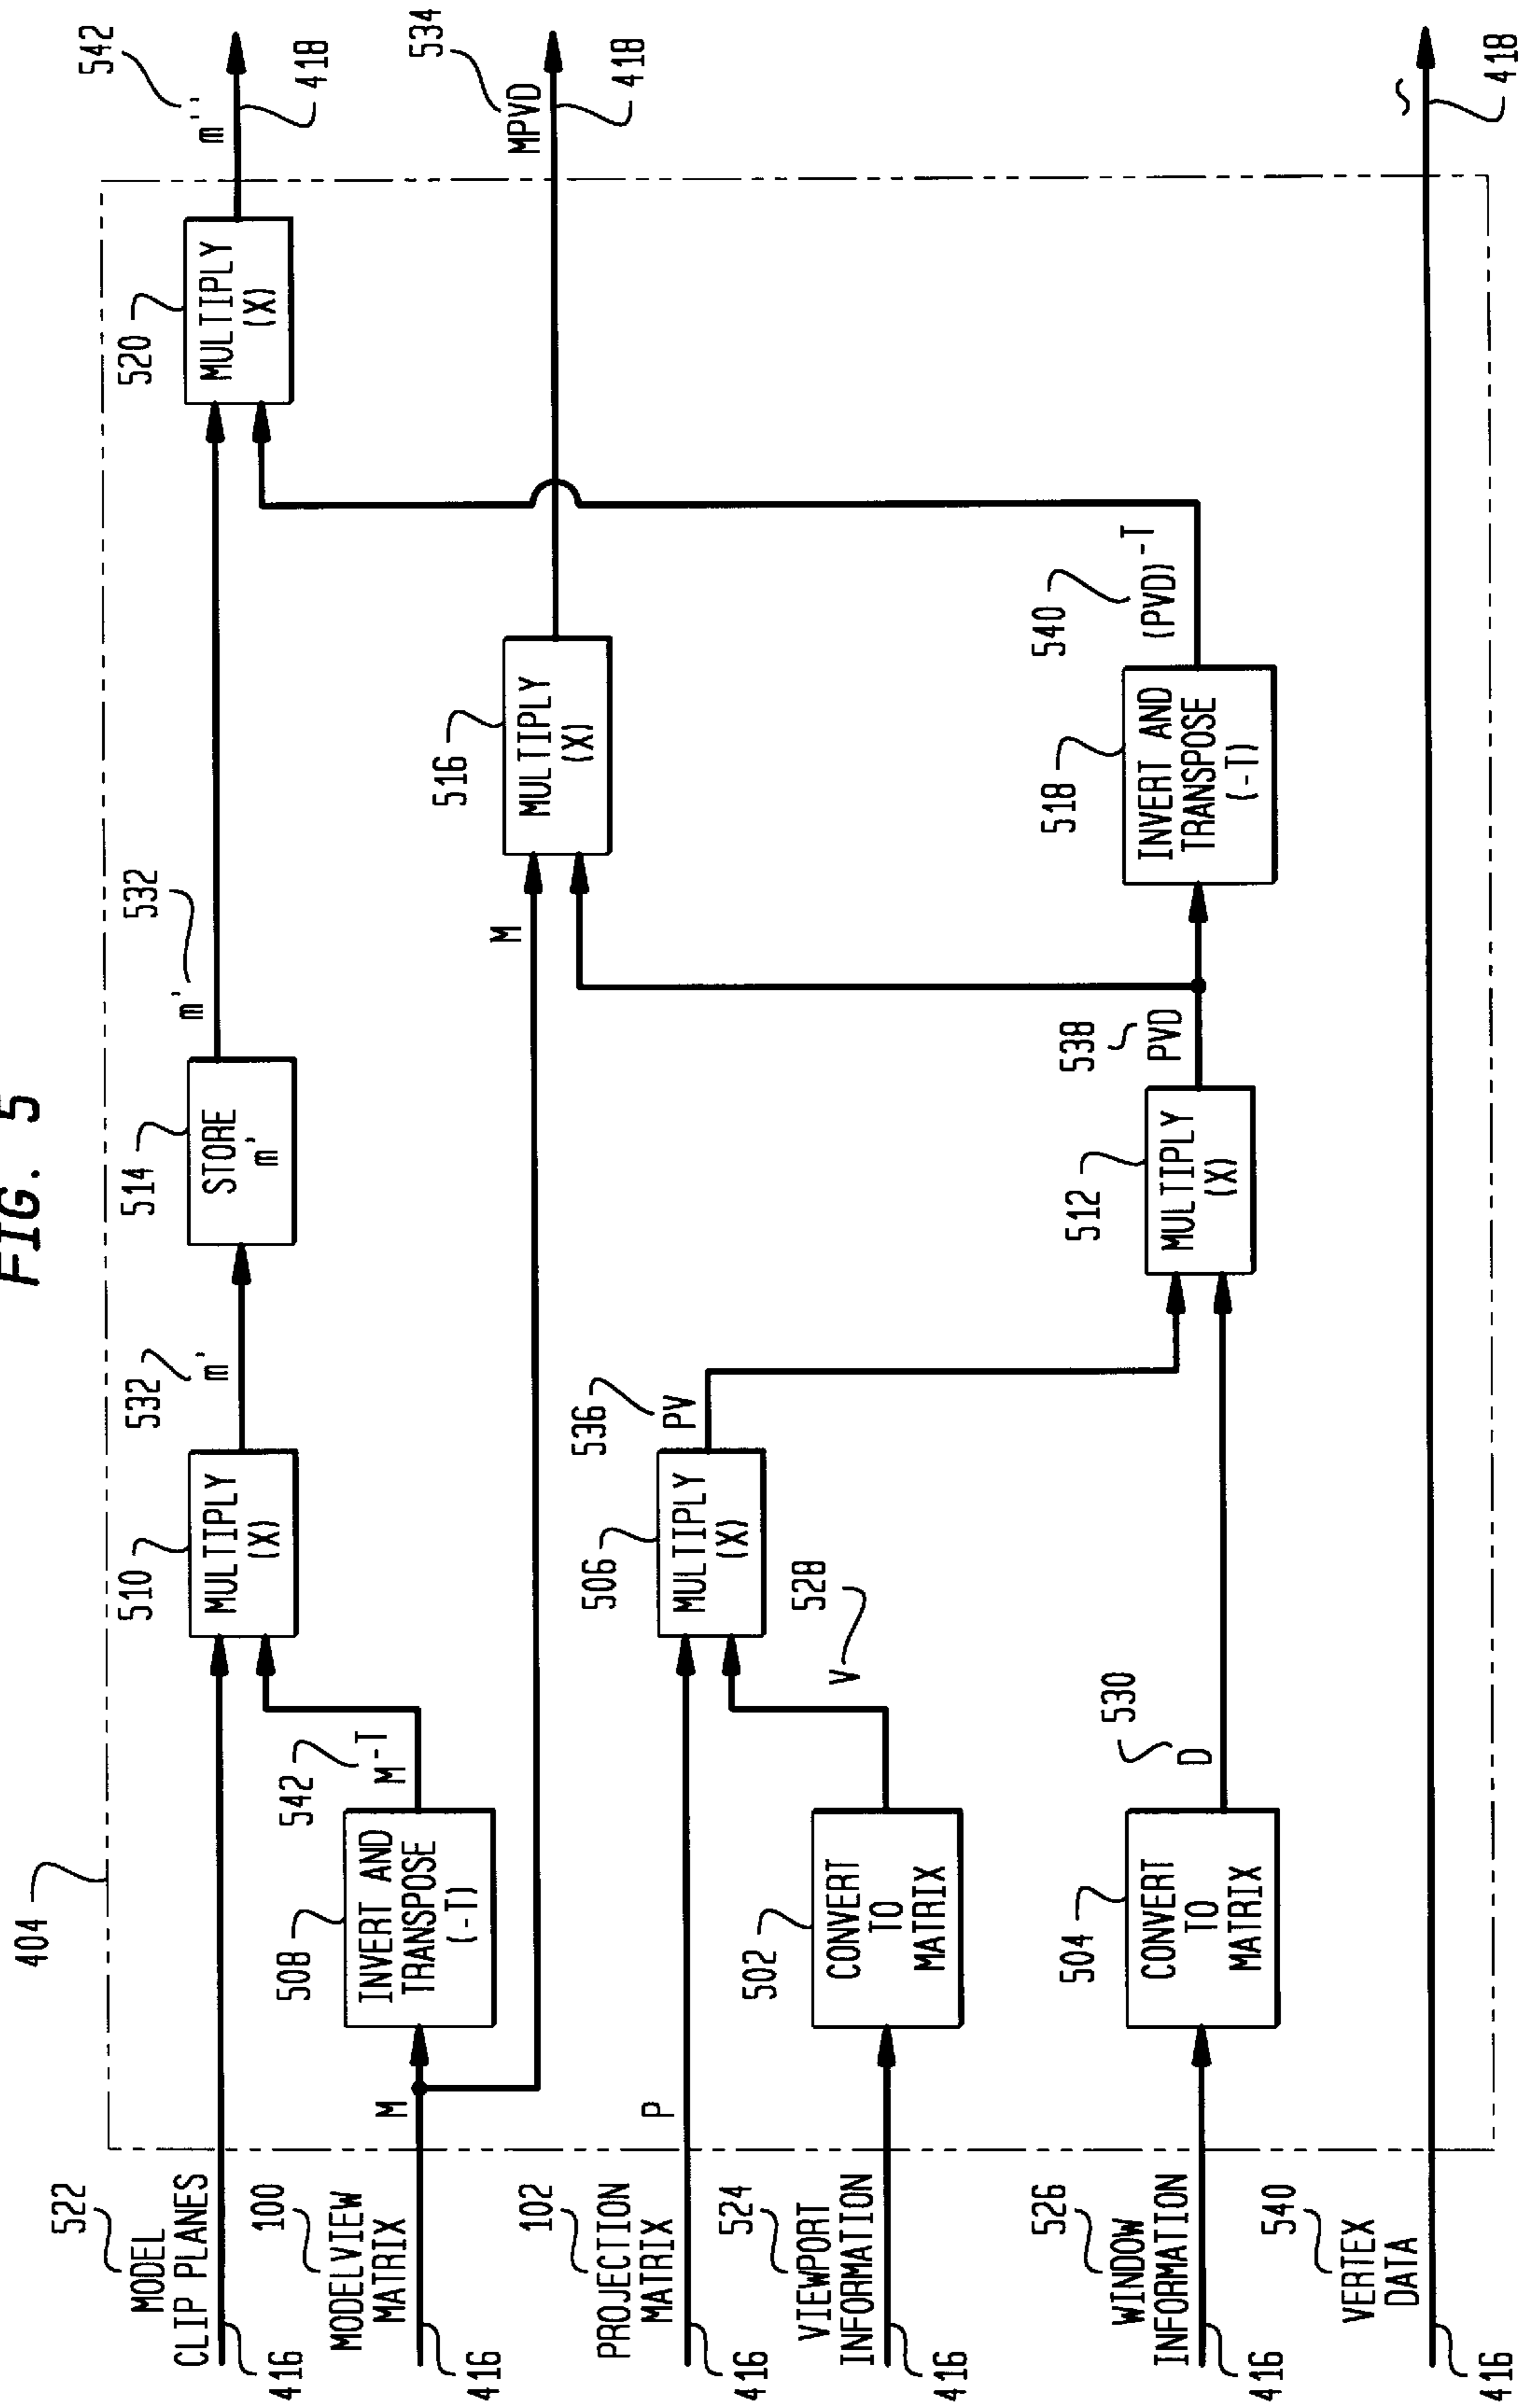 FIG. 5
404
522
MODEL
CLIP PLANES
416
100
MODELVIEW
MATRIX
416
M
508
INVERT AND
TRANSPOSE
(-T)
542
M-T
510
MULTIPLY
(X)
532
m'
514
STORE
m'
532
m'
520
MULTIPLY
(X)
542
m''
418
M
516
MULTIPLY
(X)
534
MPVD
418
102
PROJECTION
MATRIX
416
P
524
VIEWPORT
INFORMATION
416
502
CONVERT
TO
MATRIX
528
V
506
MULTIPLY
(X)
536
PV
526
WINDOW
INFORMATION
416
504
CONVERT
TO
MATRIX
530
D
512
MULTIPLY
(X)
538
PVD
518
INVERT AND
TRANSPOSE
(-T)
540
(PVD)-T
540
VERTEX
DATA
416
418